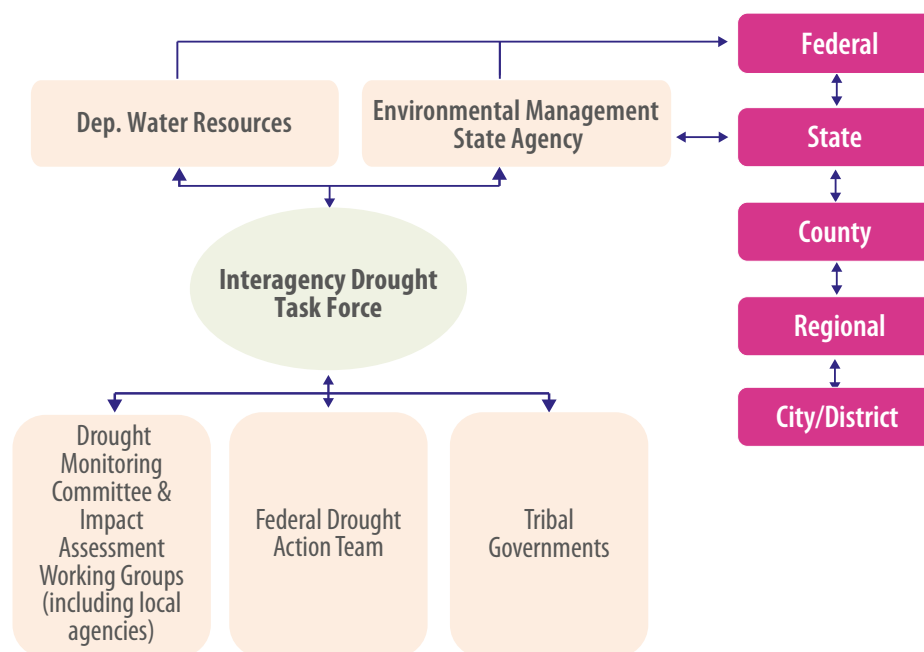 Federal
Dep. Water Resources
Environmental Management
State Agency
State
County
Interagency Drought
Task Force
Regional
City/District
Drought
Monitoring
Committee &
Impact
Assessment
Working Groups
(including local
agencies)
Federal Drought
Action Team
Tribal
Governments